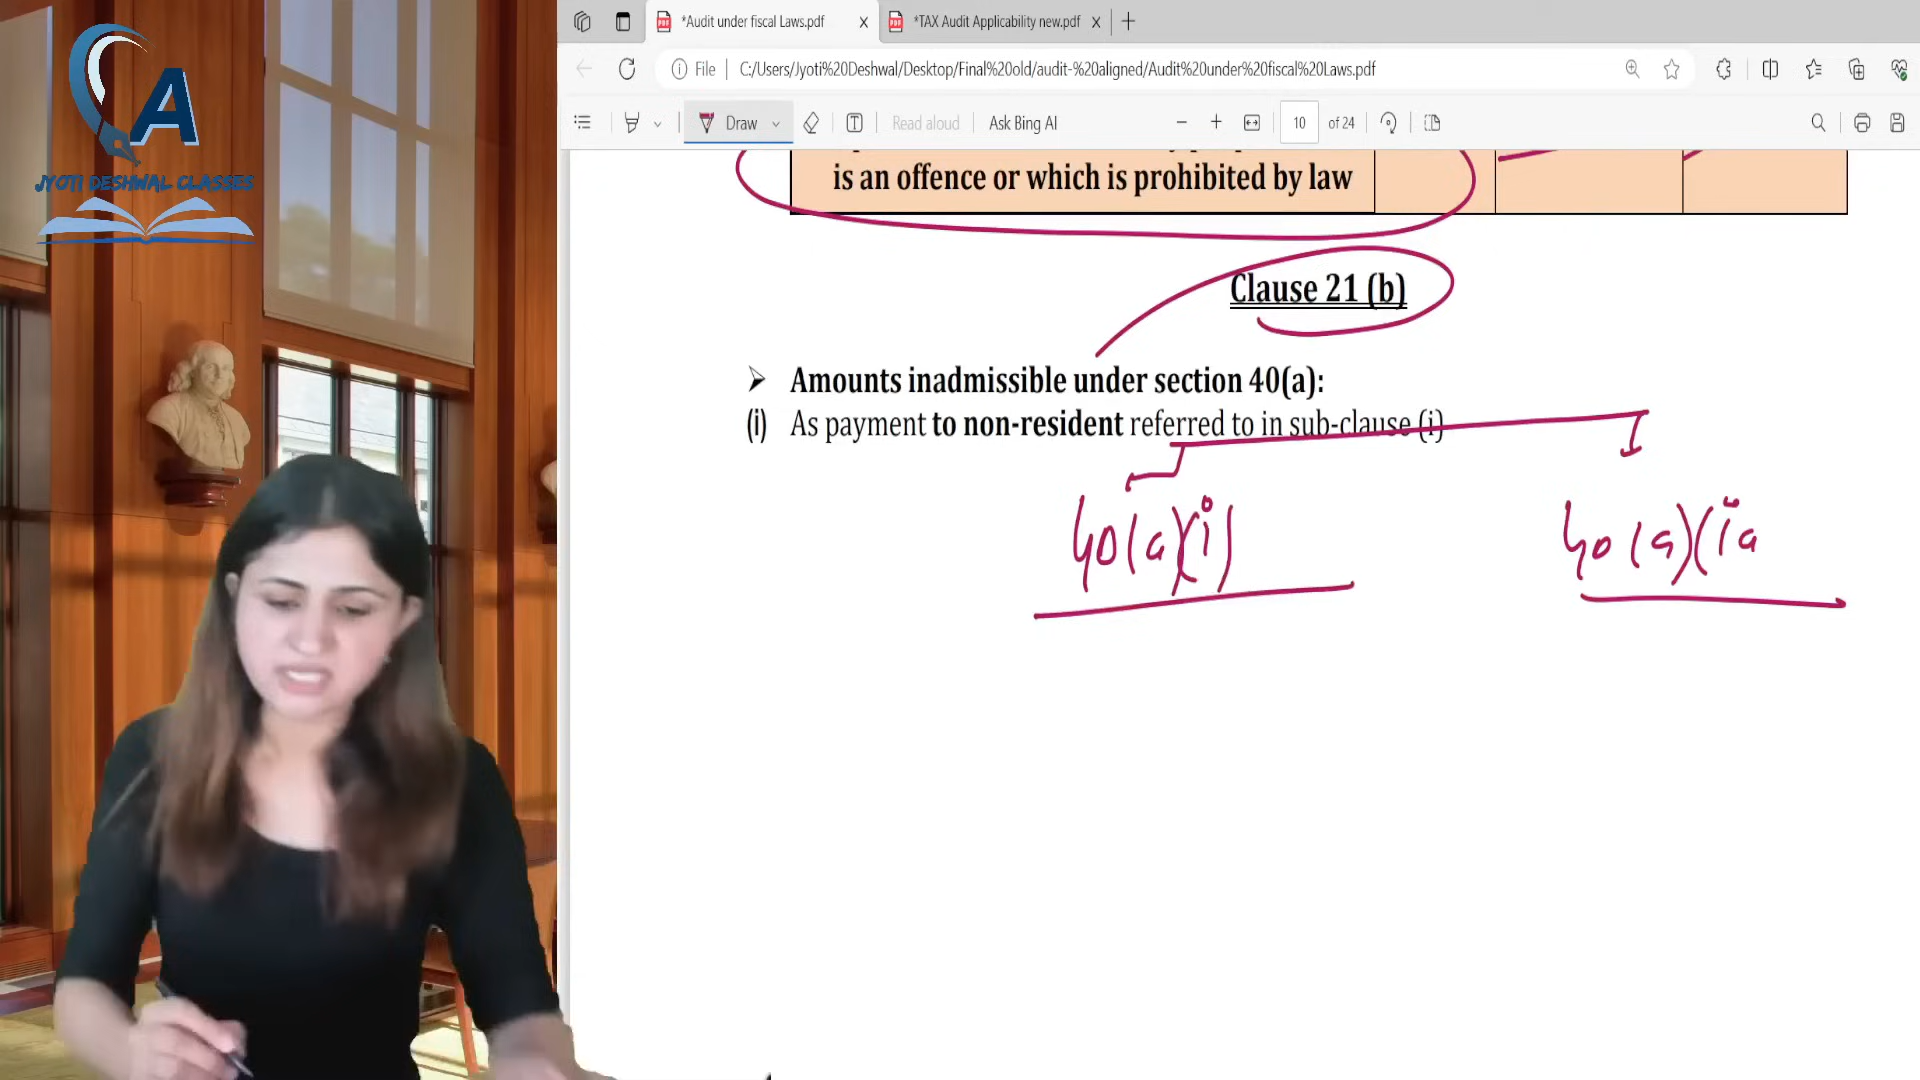 A
JYOTI DESHWAL CLASSES
*Audit under fiscal Laws.pdf
*TAX Audit Applicability new.pdf
File C:/Users/Jyoti%20Deshwal/Desktop/Final%20old/audit-%20aligned/Audit%20under%20fiscal%20Laws.pdf
Draw Read aloud Ask Bing AI 10 of 24
is an offence or which is prohibited by law
Clause 21 (b)
➢ Amounts inadmissible under section 40(a):
(i) As payment to non-resident referred to in sub-clause (i)
40(a)(i) 40(a)(ia